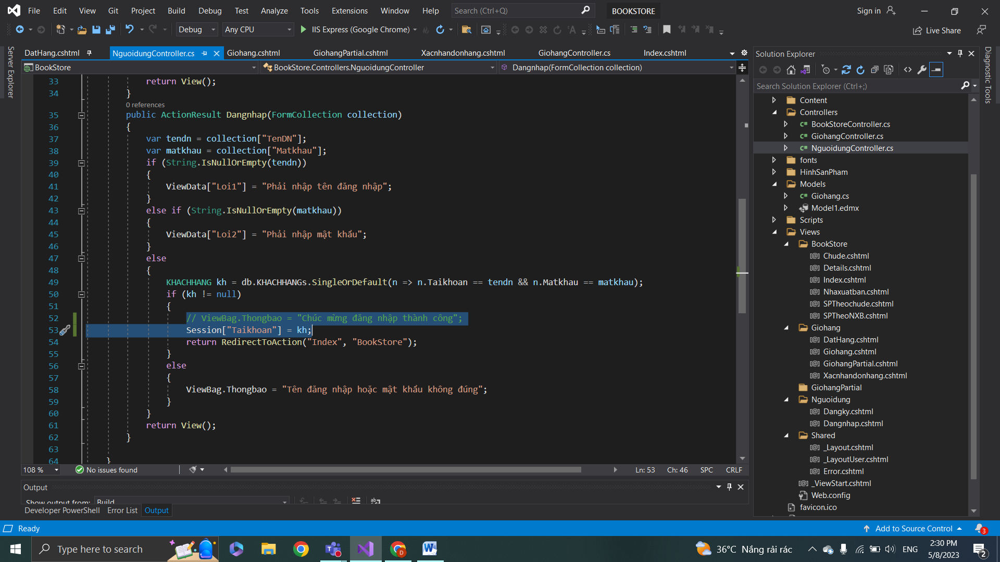 File Edit View Git Project Build Debug Test Analyze Tools Extensions Window Help Search (Ctrl+Q) BOOKSTORE Sign in
Debug Any CPU IIS Express (Google Chrome) Live Share
Server Explorer
DatHang.cshtml NguoidungController.cs Giohang.cshtml GiohangPartial.cshtml Xacnhandonhang.cshtml GiohangController.cs Index.cshtml
BookStore BookStore.Controllers.NguoidungController Dangnhap(FormCollection collection)
33 return View();
34 }
0 references
35 public ActionResult Dangnhap(FormCollection collection)
36 {
37 var tendn = collection["TenDN"];
38 var matkhau = collection["Matkhau"];
39 if (String.IsNullOrEmpty(tendn))
40 {
41 ViewData["Loi1"] = "Phải nhập tên đăng nhập";
42 }
43 else if (String.IsNullOrEmpty(matkhau))
44 {
45 ViewData["Loi2"] = "Phải nhập mật khẩu";
46 }
47 else
48 {
49 KHACHHANG kh = db.KHACHHANGs.SingleOrDefault(n => n.Taikhoan == tendn && n.Matkhau == matkhau);
50 if (kh != null)
51 {
52 // ViewBag.Thongbao = "Chúc mừng đăng nhập thành công";
53 Session["Taikhoan"] = kh;
54 return RedirectToAction("Index", "BookStore");
55 }
56 else
57 {
58 ViewBag.Thongbao = "Tên đăng nhập hoặc mật khẩu không đúng";
59 }
60 }
61 return View();
62 }
63
64 }
108 % No issues found Ln: 53 Ch: 46 SPC CRLF
Output
Show output from: Build
Developer PowerShell Error List Output
Solution Explorer
Search Solution Explorer (Ctrl+;)
Content
Controllers
C# BookStoreController.cs
C# GiohangController.cs
C# NguoidungController.cs
fonts
HinhSanPham
Models
C# Giohang.cs
Model1.edmx
Scripts
Views
BookStore
[@] Chude.cshtml
[@] Details.cshtml
[@] Index.cshtml
[@] Nhaxuatban.cshtml
[@] SPTheochude.cshtml
[@] SPTheoNXB.cshtml
Giohang
[@] DatHang.cshtml
[@] Giohang.cshtml
[@] GiohangPartial.cshtml
[@] Xacnhandonhang.cshtml
GiohangPartial
Nguoidung
[@] Dangky.cshtml
[@] Dangnhap.cshtml
Shared
[@] _Layout.cshtml
[@] _LayoutUser.cshtml
[@] Error.cshtml
[@] _ViewStart.cshtml
Web.config
favicon.ico
Diagnostic Tools
Ready Add to Source Control 3
Type here to search 36°C Nắng rải rác ENG 2:30 PM
5/8/2023 2